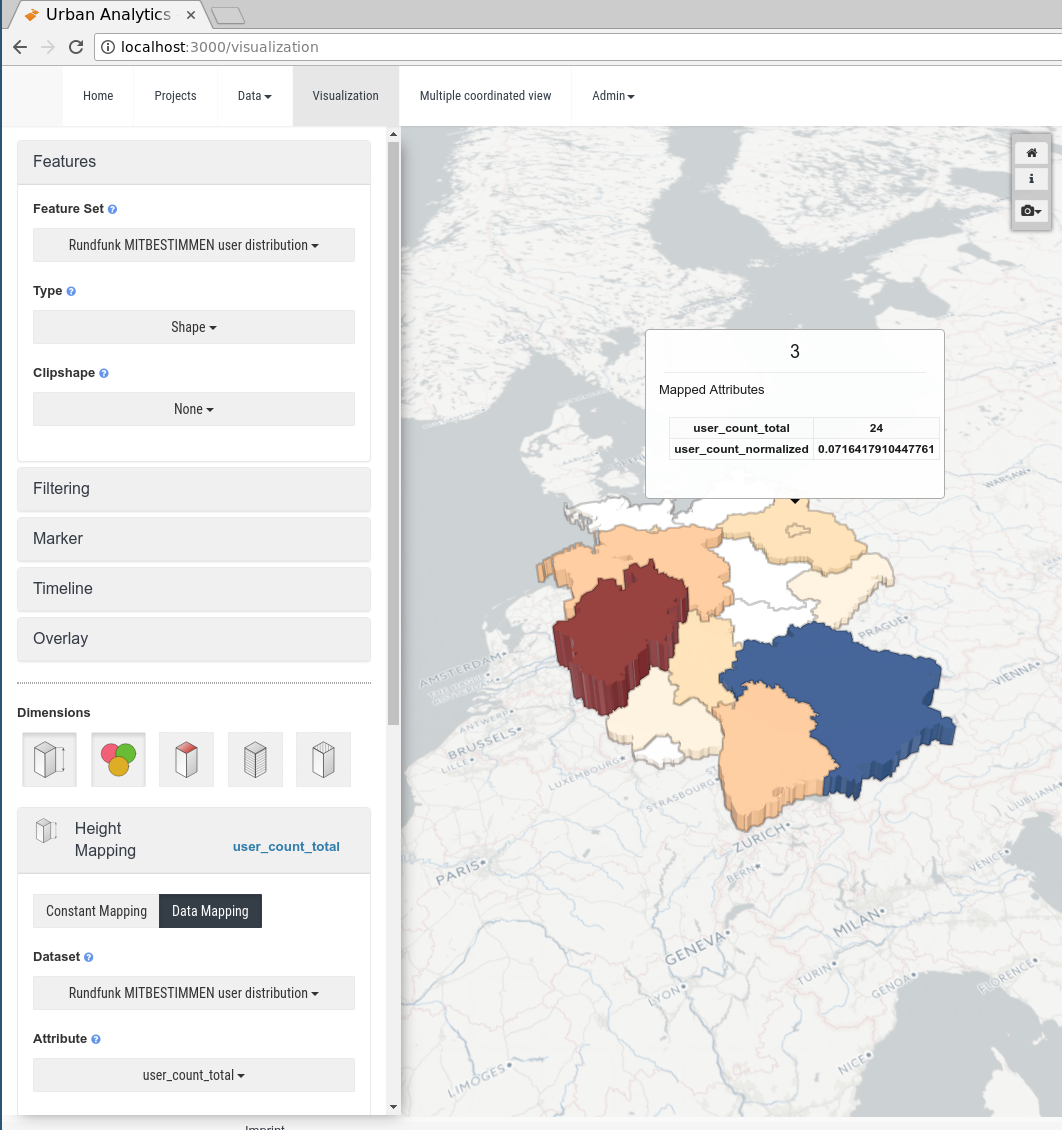 Urban Analytics
localhost:3000/visualization
Home
Projects
Data
Visualization
Multiple coordinated view
Admin
Features
Feature Set
Rundfunk MITBESTIMMEN user distribution
Type
Shape
Clipshape
None
Filtering
Marker
Timeline
Overlay
Dimensions
Height
Mapping
user_count_total
Constant Mapping
Data Mapping
Dataset
Rundfunk MITBESTIMMEN user distribution
Attribute
user_count_total
3
Mapped Attributes
user_count_total 24
user_count_normalized 0.0716417910447761
WARSAW
PRAGUE
VIENNA
AMSTERDAM
ANTWERP
BRUSSELS
LILLE
LUXEMBOURG
STRASBOURG
LJUBLJANA
ZURICH
BERN
PARIS
VENICE
MILAN
GENEVA
TURIN
GENOA
FLORENCE
LYON
NICE
LIMOGES
Imprint